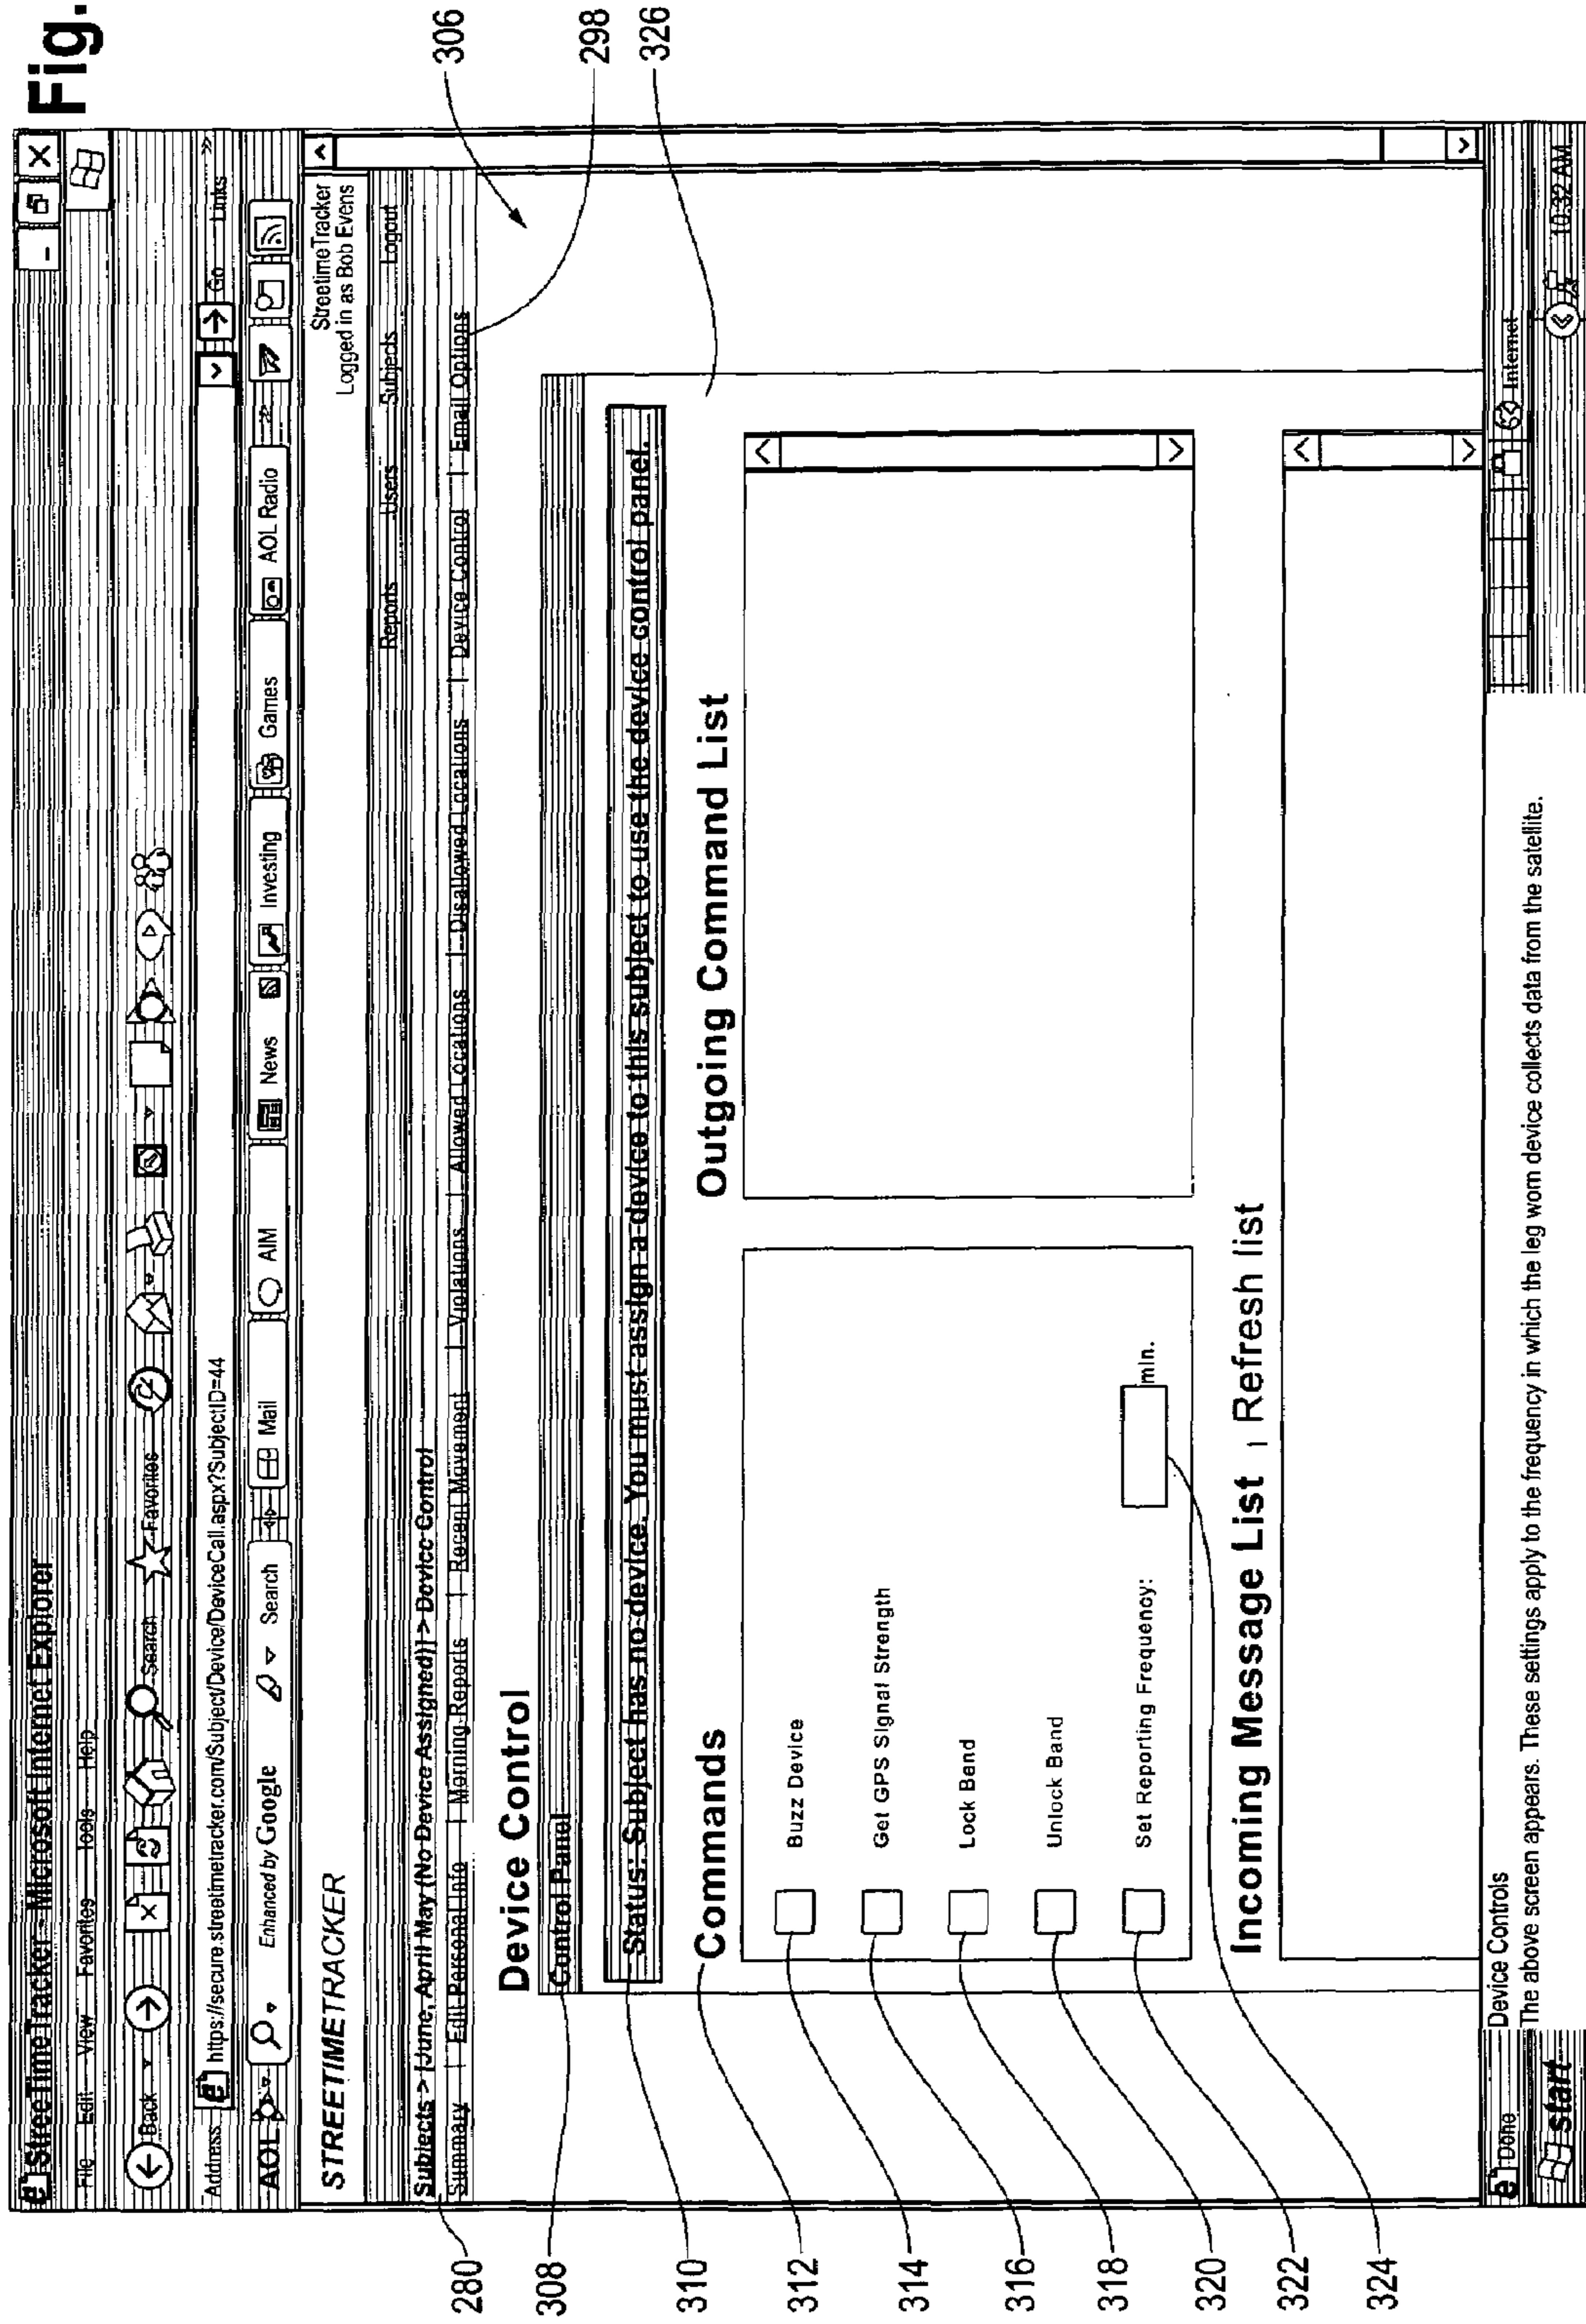 Fig.
StreeTimeTracker - Microsoft Internet Explorer
File Edit View Favorites Tools Help
Back Search Favorites
Address https://secure.streetimetracker.com/Subject/Device/DeviceCall.aspx?SubjectID=44 Go Links
AOL Enhanced by Google Search Mail AIM News Investing Games AOL Radio
STREETIMETRACKER
StreetimeTracker
Logged in as Bob Evens
Reports Users Subjects Logout
Subjects > [June, April May (No Device Assigned)] > Device Control
Summary | Edit Personal Info | Morning Reports | Recent Movement | Violations | Allowed Locations | Disallowed Locations | Device Control | Email Options
Device Control
Control Panel
Status: Subject has no device. You must assign a device to this subject to use the device control panel.
Commands
Outgoing Command List
Buzz Device
Get GPS Signal Strength
Lock Band
Unlock Band
Set Reporting Frequency: min.
Incoming Message List | Refresh list
Done Internet
Device Controls
The above screen appears. These settings apply to the frequency in which the leg worn device collects data from the satellite.
start 10:32 AM
306
298
326
280
308
310
312
314
316
318
320
322
324